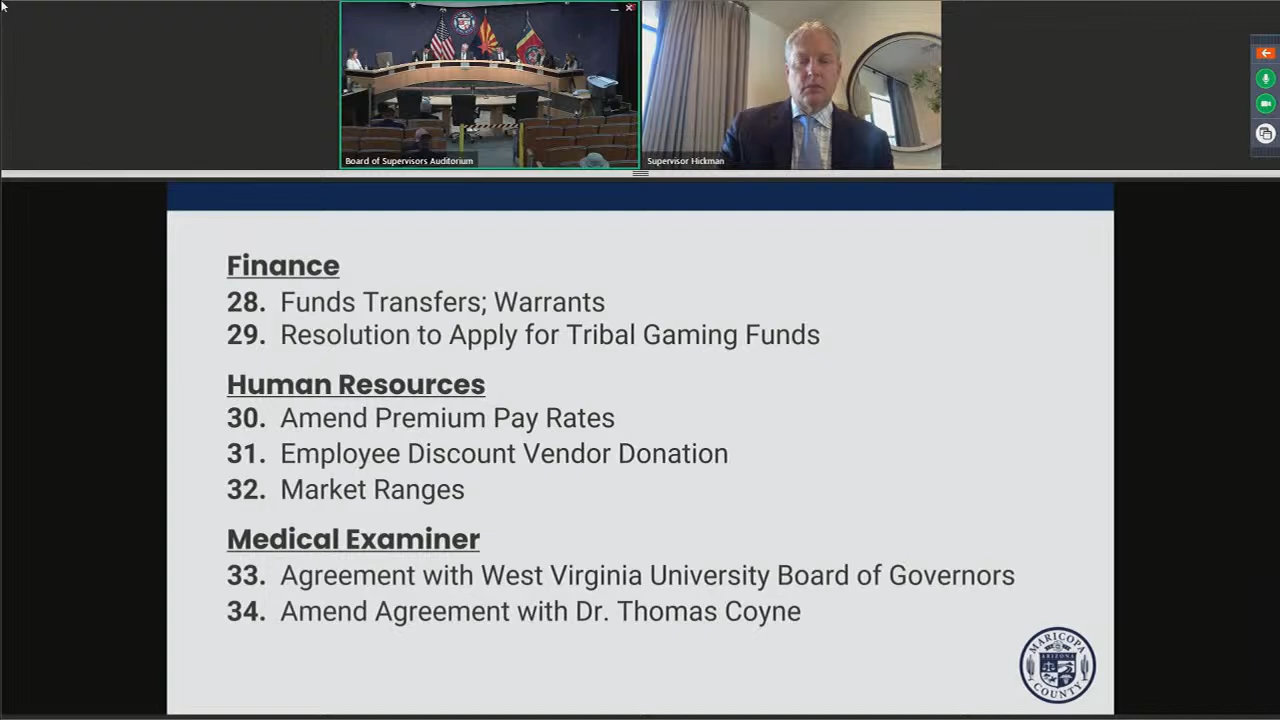 Board of Supervisors Auditorium
Supervisor Hickman
Finance
28. Funds Transfers; Warrants
29. Resolution to Apply for Tribal Gaming Funds
Human Resources
30. Amend Premium Pay Rates
31. Employee Discount Vendor Donation
32. Market Ranges
Medical Examiner
33. Agreement with West Virginia University Board of Governors
34. Amend Agreement with Dr. Thomas Coyne
MARICOPA
ARIZONA
COUNTY